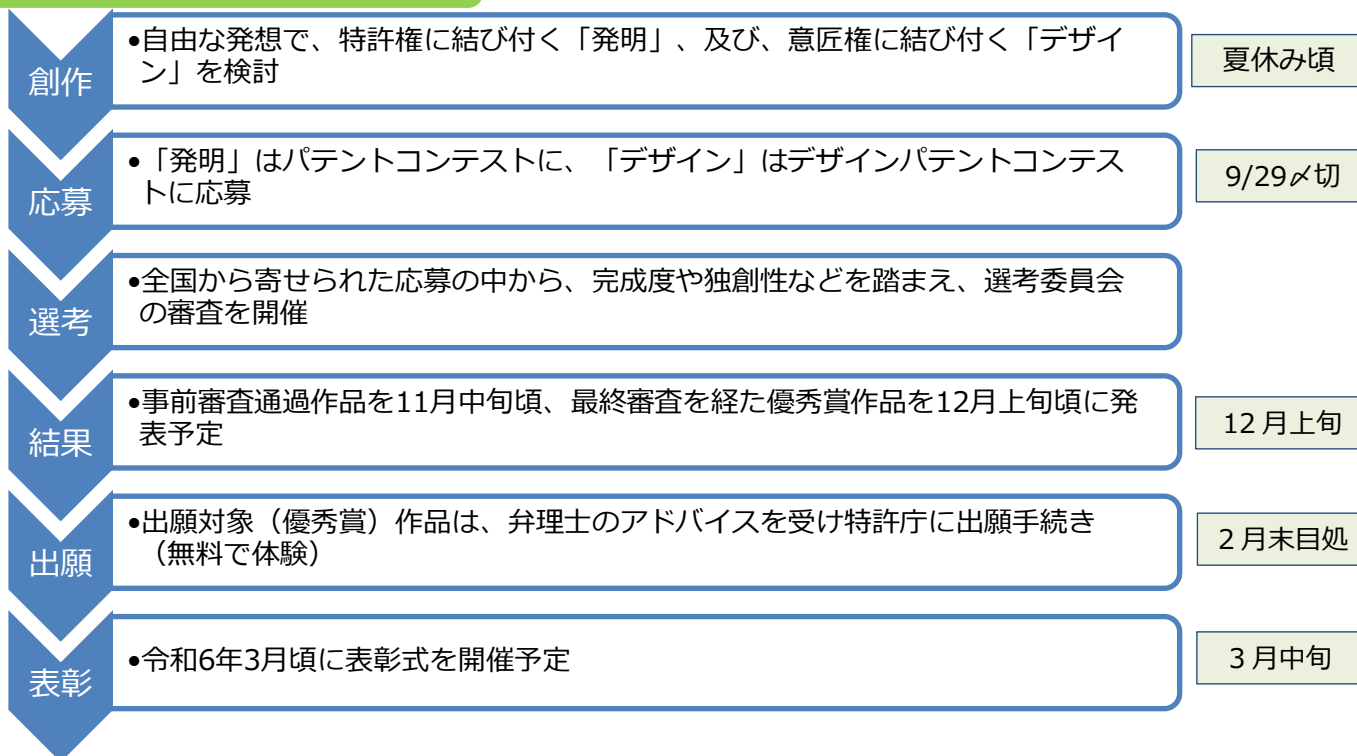 創作
•自由な発想で、特許権に結び付く「発明」、及び、意匠権に結び付く「デザイ
ン」を検討
夏休み頃
応募
•「発明」はパテントコンテストに、「デザイン」はデザインパテントコンテス
トに応募
9/29〆切
選考
•全国から寄せられた応募の中から、完成度や独創性などを踏まえ、選考委員会
の審査を開催
結果
•事前審査通過作品を11月中旬頃、最終審査を経た優秀賞作品を12月上旬頃に発
表予定
12月上旬
出願
•出願対象（優秀賞）作品は、弁理士のアドバイスを受け特許庁に出願手続き
（無料で体験）
2月末目処
表彰
•令和6年3月頃に表彰式を開催予定
3月中旬